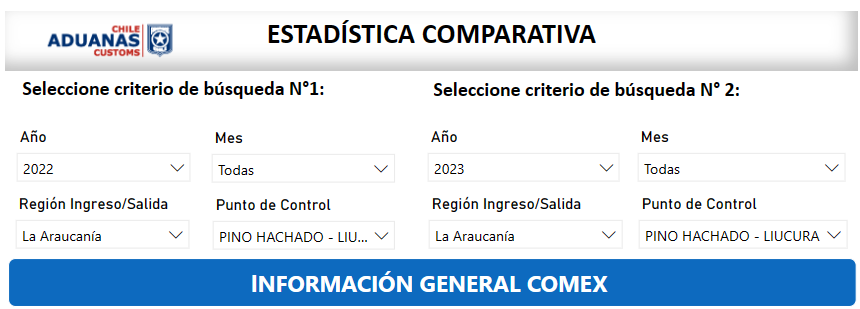 CHILE
ADUANAS
CUSTOMS
ESTADÍSTICA COMPARATIVA
Seleccione criterio de búsqueda N°1:
Seleccione criterio de búsqueda N° 2:
Año Mes Año Mes
2022 Todas 2023 Todas
Región Ingreso/Salida Punto de Control Región Ingreso/Salida Punto de Control
La Araucanía PINO HACHADO - LIU... La Araucanía PINO HACHADO - LIUCURA
INFORMACIÓN GENERAL COMEX